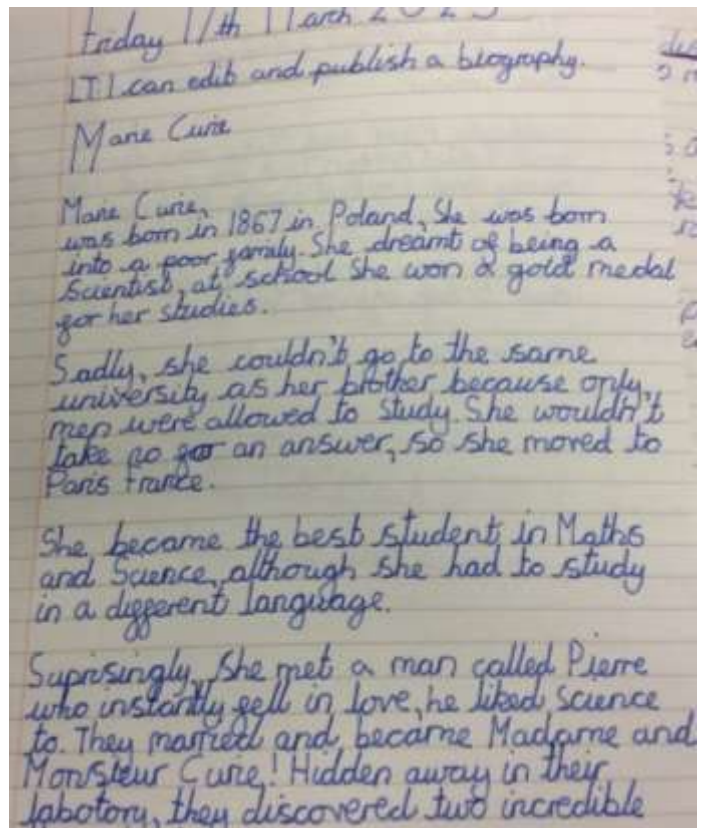 Friday 17th March 2023
LT I can edit and publish a biography.
Marie Curie
Marie Curie,
was born in 1867 in Poland, She was born
into a poor family. She dreamt of being a
Scientist, at school She won a gold medal
for her studies.
Sadly, she couldn't go to the same
university as her brother because only,
men were allowed to study. She wouldn't
take no for an answer, so she moved to
Paris France.
She became the best student in Maths
and Science, although she had to study
in a different language.
Suprisingly, She met a man called Pierre
who instantly fell in love, he liked Science
to. They married and became Madame and
Monsieur Curie! Hidden away in their
labotory, they discovered two incredible